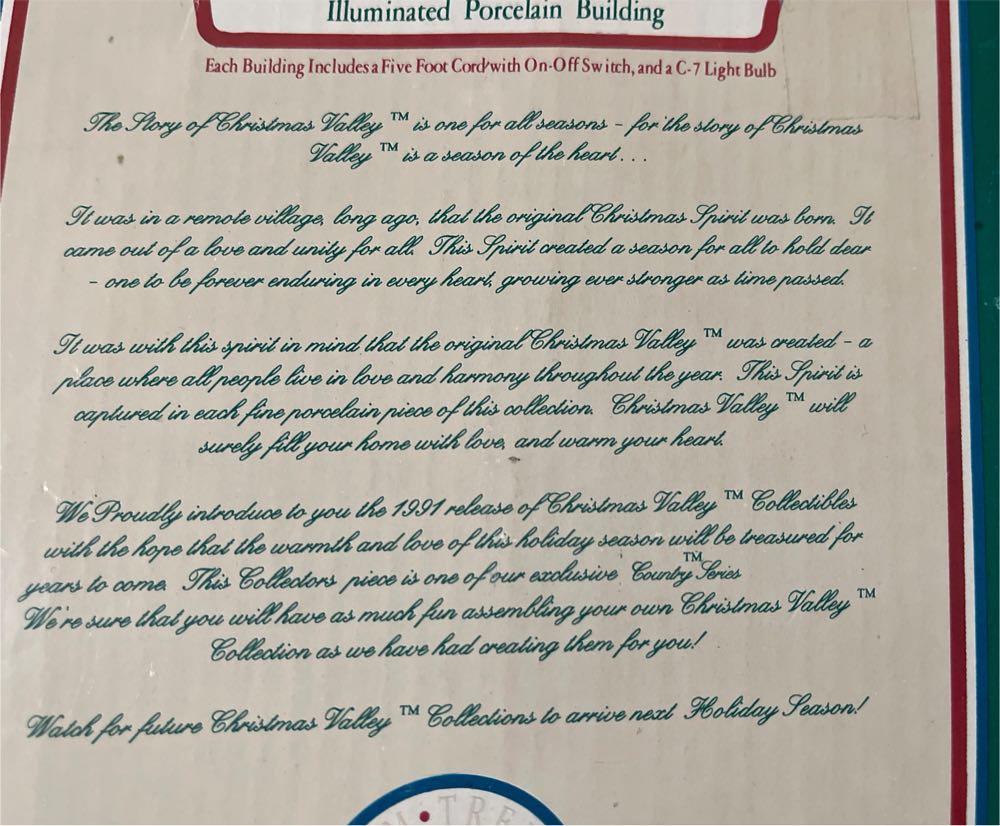 Illuminated Porcelain Building
Each Building Includes a Five Foot Cord with On-Off Switch, and a C-7 Light Bulb
The Story of Christmas Valley ™ is one for all seasons - for the story of Christmas
Valley ™ is a season of the heart...
It was in a remote village, long ago, that the original Christmas Spirit was born. It
came out of a love and unity for all. This Spirit created a season for all to hold dear
- one to be forever enduring in every heart, growing ever stronger as time passed.
It was with this spirit in mind that the original Christmas Valley ™ was created - a
place where all people live in love and harmony throughout the year. This Spirit is
captured in each fine porcelain piece of this collection. Christmas Valley ™ will
surely fill your home with love, and warm your heart.
We Proudly introduce to you the 1991 release of Christmas Valley ™ Collectibles
with the hope that the warmth and love of this holiday season will be treasured for
years to come. This Collectors piece is one of our exclusive Country Series ™
We're sure that you will have as much fun assembling your own Christmas Valley ™
Collection as we have had creating them for you!
Watch for future Christmas Valley ™ Collections to arrive next Holiday Season!